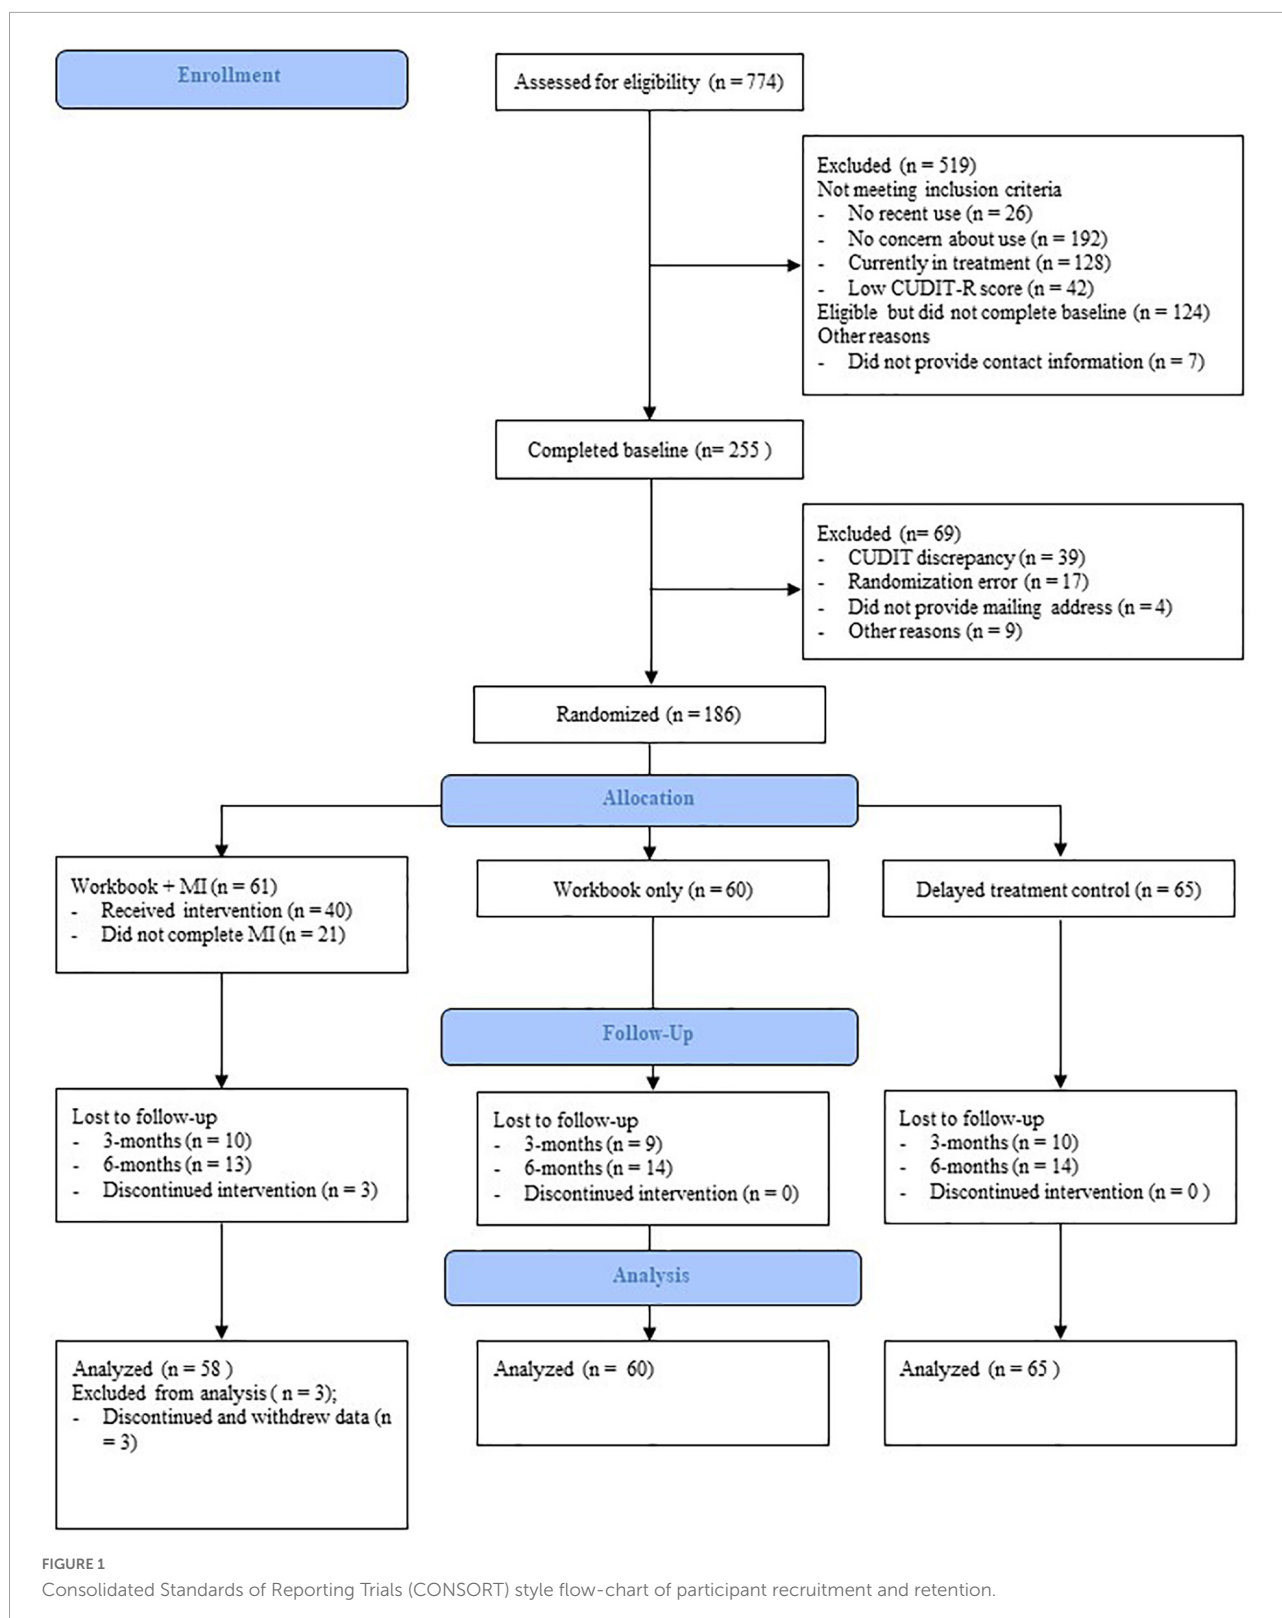 Enrollment
Assessed for eligibility (n = 774)
Excluded (n = 519)
Not meeting inclusion criteria
- No recent use (n = 26)
- No concern about use (n = 192)
- Currently in treatment (n = 128)
- Low CUDIT-R score (n = 42)
Eligible but did not complete baseline (n = 124)
Other reasons
- Did not provide contact information (n = 7)
Completed baseline (n= 255 )
Excluded (n= 69)
- CUDIT discrepancy (n = 39)
- Randomization error (n = 17)
- Did not provide mailing address (n = 4)
- Other reasons (n = 9)
Randomized (n = 186)
Allocation
Workbook + MI (n = 61)
- Received intervention (n = 40)
- Did not complete MI (n = 21)
Workbook only (n = 60)
Delayed treatment control (n = 65)
Follow-Up
Lost to follow-up
- 3-months (n = 10)
- 6-months (n = 13)
- Discontinued intervention (n = 3)
Lost to follow-up
- 3-months (n = 9)
- 6-months (n = 14)
- Discontinued intervention (n = 0)
Lost to follow-up
- 3-months (n = 10)
- 6-months (n = 14)
- Discontinued intervention (n = 0 )
Analysis
Analyzed (n = 58 )
Excluded from analysis ( n = 3);
- Discontinued and withdrew data (n
= 3)
Analyzed (n = 60)
Analyzed (n = 65 )
FIGURE 1
Consolidated Standards of Reporting Trials (CONSORT) style flow-chart of participant recruitment and retention.